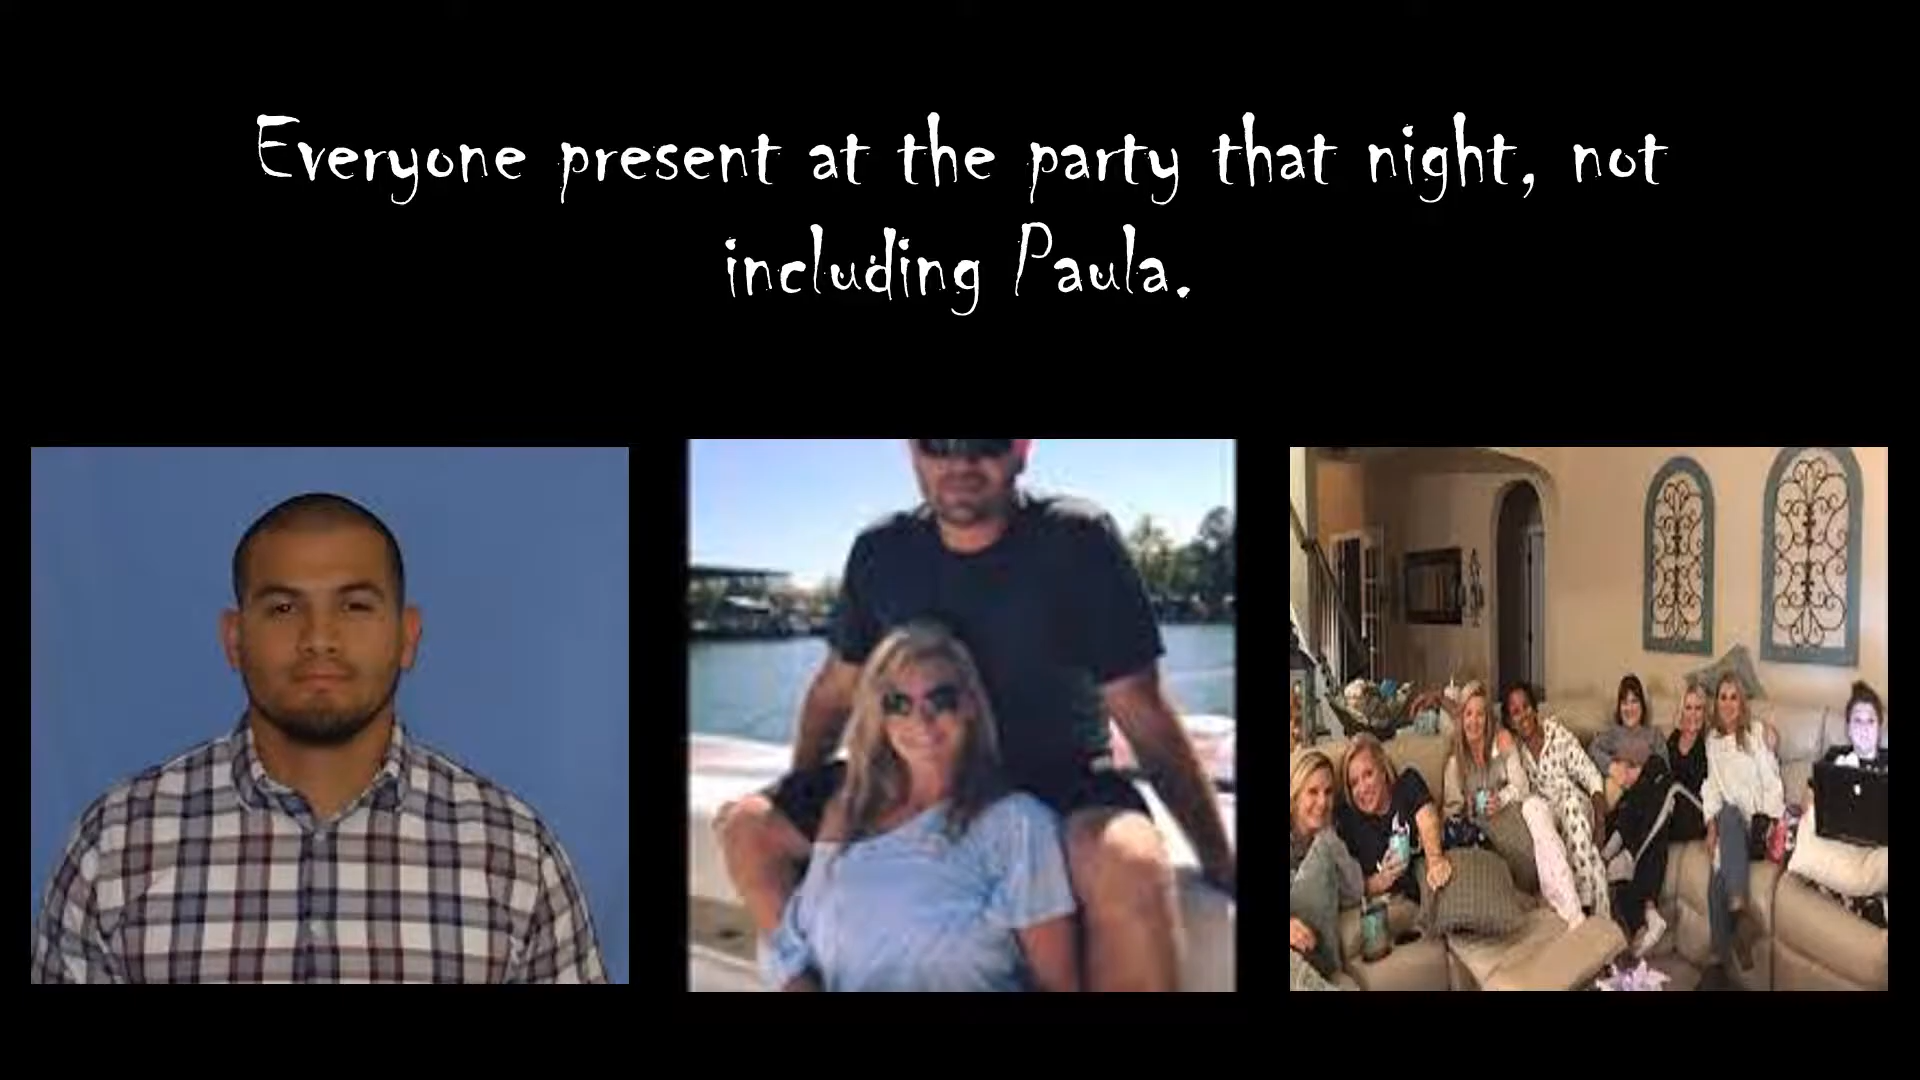 Everyone present at the party that night, not
including Paula.